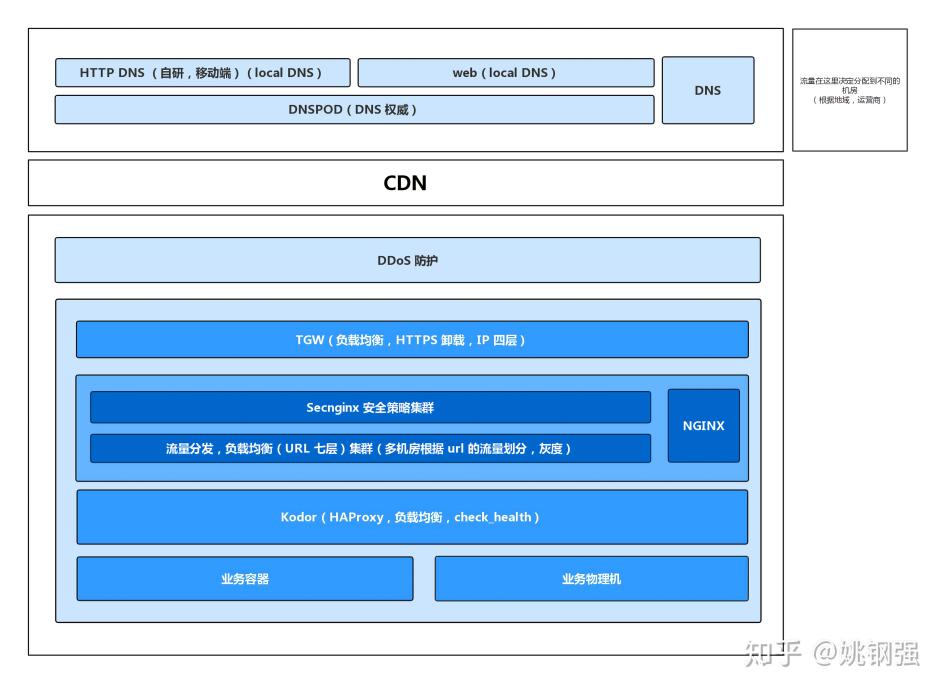 HTTP DNS（自研，移动端）（local DNS）
web（local DNS）
DNSPOD（DNS 权威）
DNS
流量在这里决定分配到不同的
机房
（根据地域，运营商）
CDN
DDoS 防护
TGW（负载均衡，HTTPS 卸载，IP 四层）
Secnginx 安全策略集群
流量分发，负载均衡（URL 七层）集群（多机房根据 url 的流量划分，灰度）
NGINX
Kodor（HAProxy，负载均衡，check_health）
业务容器
业务物理机
知乎 @姚钢强